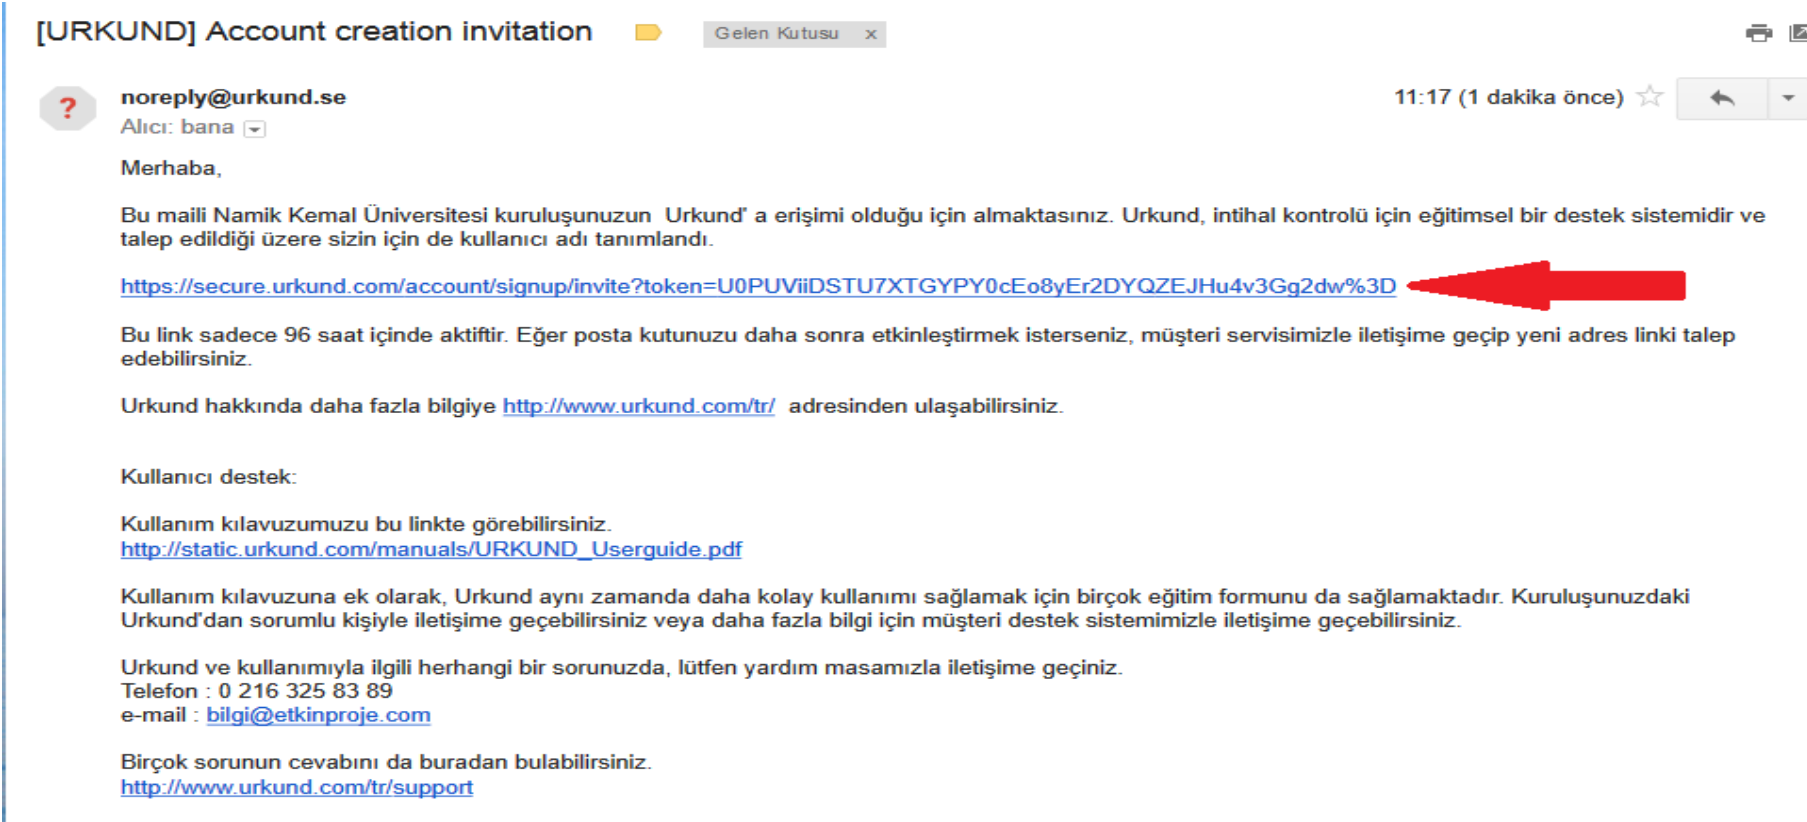 [URKUND] Account creation invitation
Gelen Kutusu x
?
noreply@urkund.se
11:17 (1 dakika önce)
Alıcı: bana
Merhaba,
Bu maili Namik Kemal Üniversitesi kuruluşunuzun  Urkund' a erişimi olduğu için almaktasınız. Urkund, intihal kontrolü için eğitimsel bir destek sistemidir ve
talep edildiği üzere sizin için de kullanıcı adı tanımlandı.
https://secure.urkund.com/account/signup/invite?token=U0PUViiDSTU7XTGYPY0cEo8yEr2DYQZEJHu4v3Gg2dw%3D
Bu link sadece 96 saat içinde aktiftir. Eğer posta kutunuzu daha sonra etkinleştirmek isterseniz, müşteri servisimizle iletişime geçip yeni adres linki talep
edebilirsiniz.
Urkund hakkında daha fazla bilgiye http://www.urkund.com/tr/  adresinden ulaşabilirsiniz.
Kullanıcı destek:
Kullanım kılavuzumuzu bu linkte görebilirsiniz.
http://static.urkund.com/manuals/URKUND_Userguide.pdf
Kullanım kılavuzuna ek olarak, Urkund aynı zamanda daha kolay kullanımı sağlamak için birçok eğitim formunu da sağlamaktadır. Kuruluşunuzdaki
Urkund'dan sorumlu kişiyle iletişime geçebilirsiniz veya daha fazla bilgi için müşteri destek sistemimizle iletişime geçebilirsiniz.
Urkund ve kullanımıyla ilgili herhangi bir sorunuzda, lütfen yardım masamızla iletişime geçiniz.
Telefon : 0 216 325 83 89
e-mail : bilgi@etkinproje.com
Birçok sorunun cevabını da buradan bulabilirsiniz.
http://www.urkund.com/tr/support